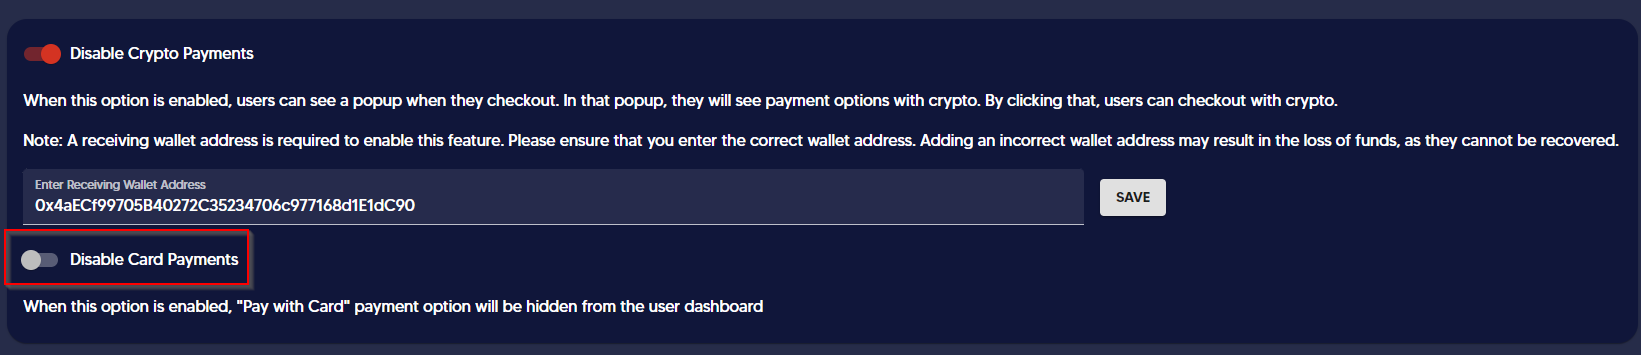 Disable Crypto Payments
When this option is enabled, users can see a popup when they checkout. In that popup, they will see payment options with crypto. By clicking that, users can checkout with crypto.
Note: A receiving wallet address is required to enable this feature. Please ensure that you enter the correct wallet address. Adding an incorrect wallet address may result in the loss of funds, as they cannot be recovered.
Enter Receiving Wallet Address
0x4aECf99705B40272C35234706c977168d1E1dC90
SAVE
Disable Card Payments
When this option is enabled, "Pay with Card" payment option will be hidden from the user dashboard